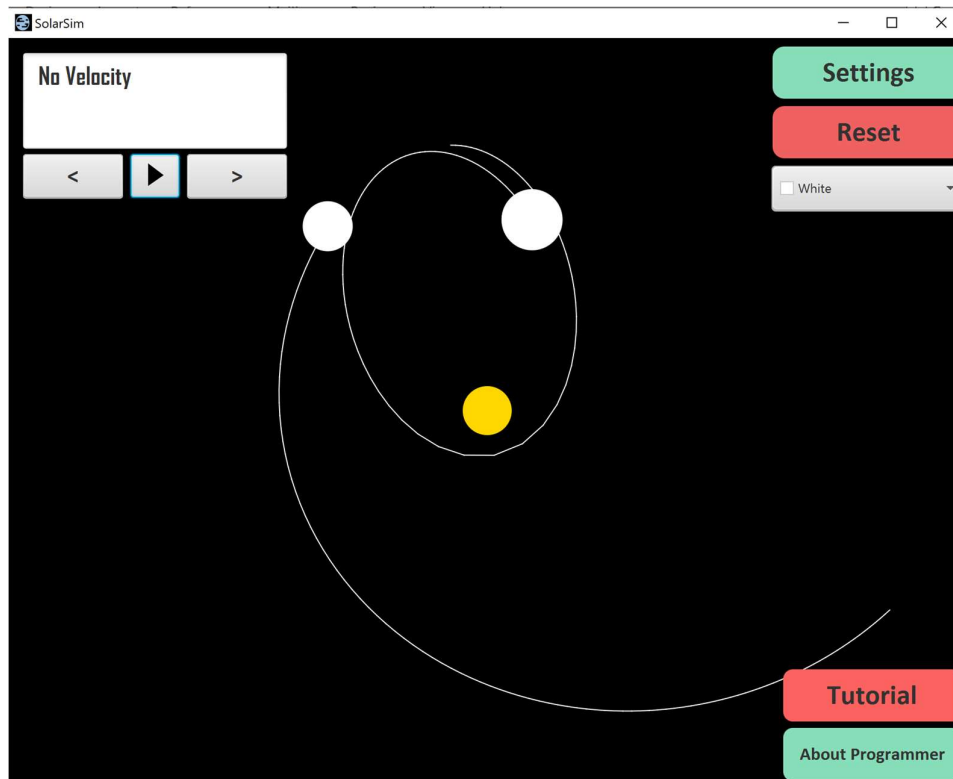 SolarSim
No Velocity
Settings
Reset
< >
White
Tutorial
About Programmer